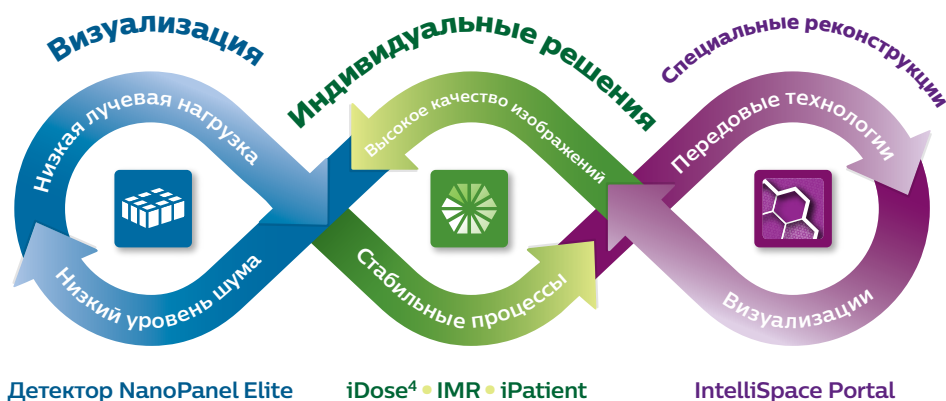 Визуализация
Индивидуальные решения
Специальные реконструкции
Низкая лучевая нагрузка
Высокое качество изображений
Передовые технологии
Низкий уровень шума
Стабильные процессы
Визуализации
Детектор NanoPanel Elite
iDose⁴ • IMR • iPatient
IntelliSpace Portal